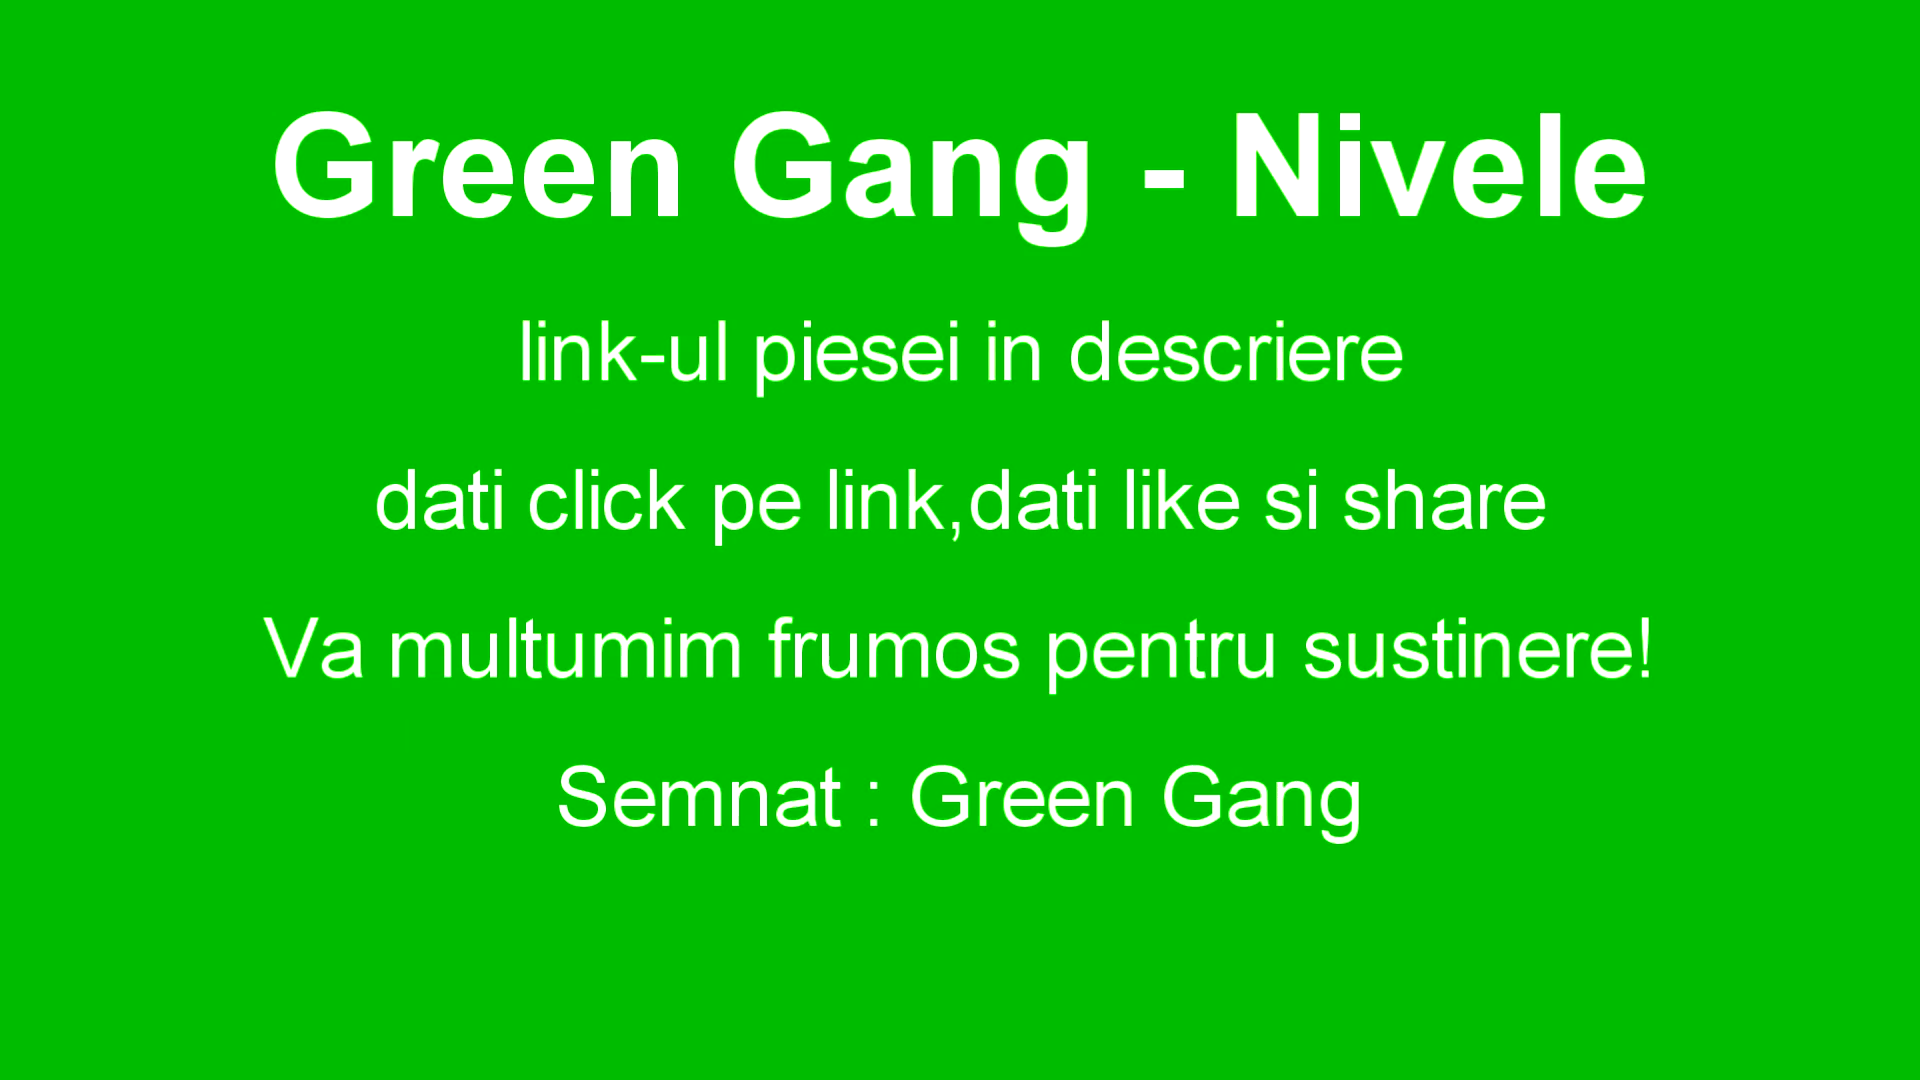 Green Gang - Nivele
link-ul piesei in descriere
dati click pe link,dati like si share
Va multumim frumos pentru sustinere!
Semnat : Green Gang